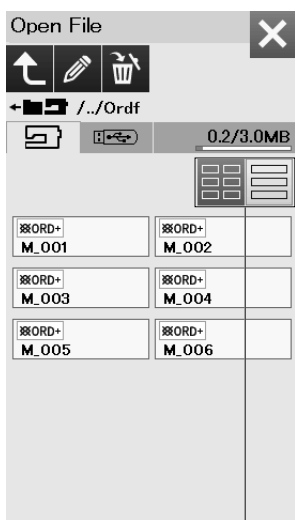 Open File
/../Ordf
0.2/3.0MB
ORD+ ORD+
M_001 M_002
ORD+ ORD+
M_003 M_004
ORD+ ORD+
M_005 M_006